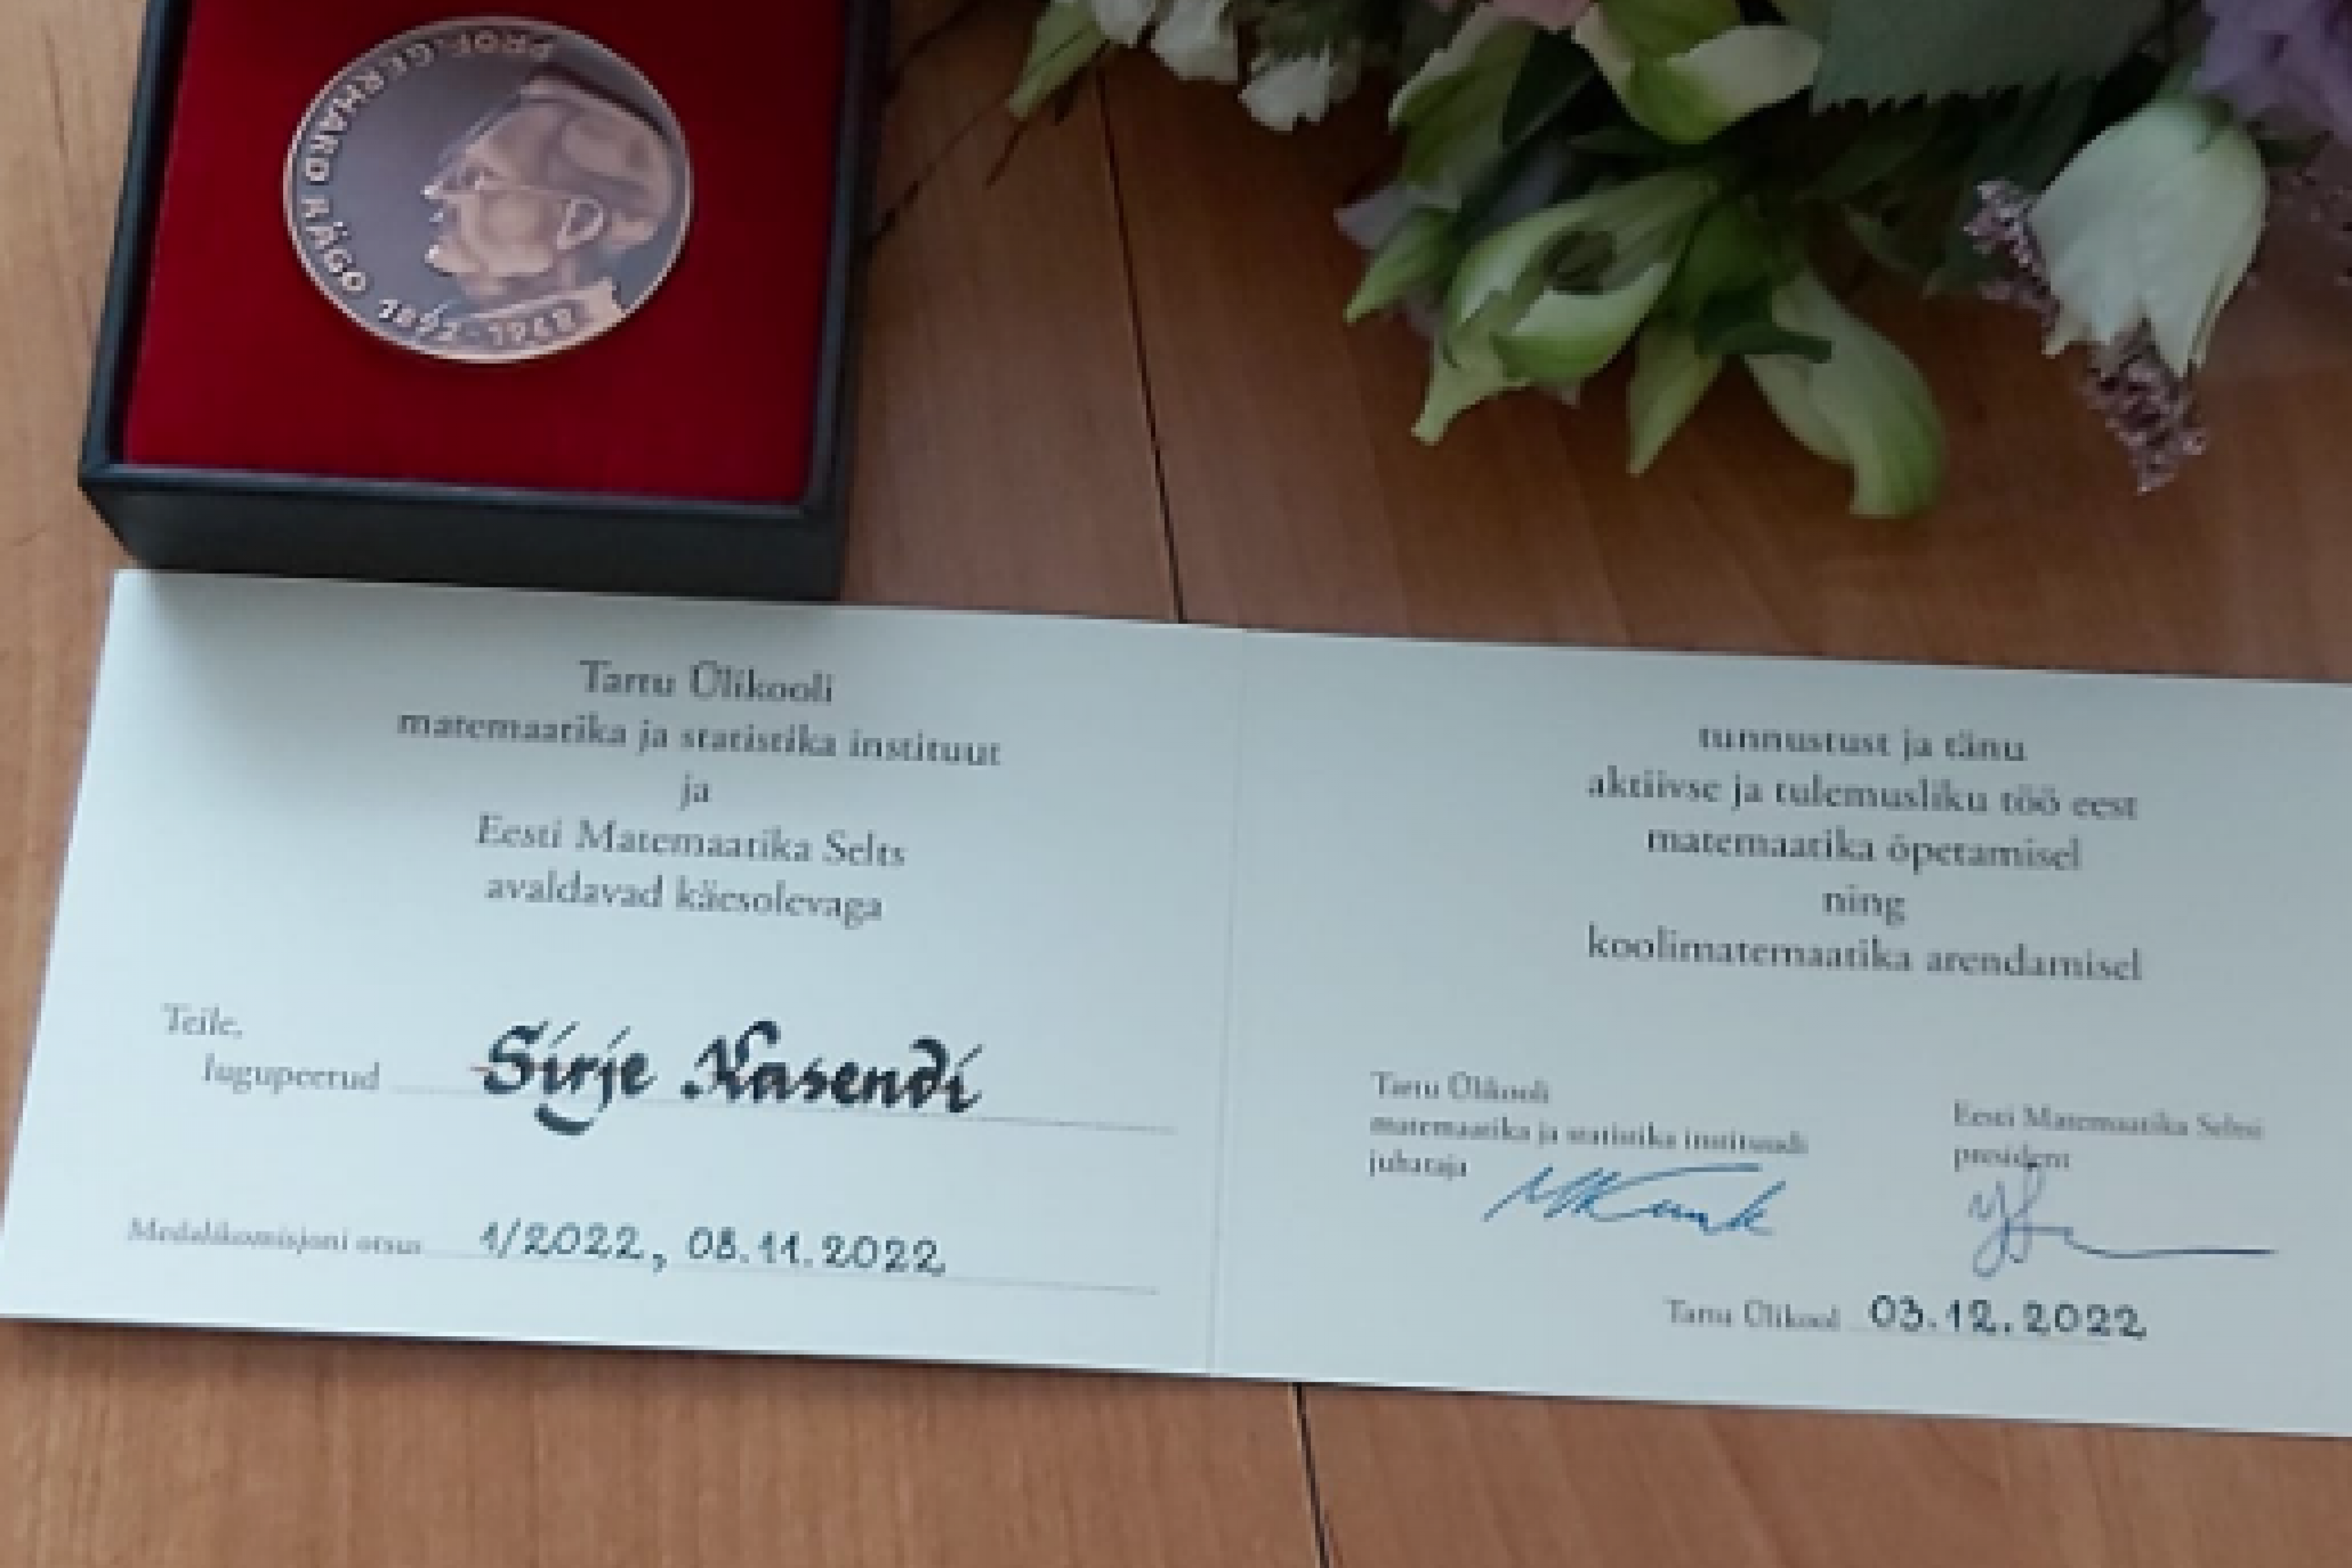 PROF. GERHARD RÄGO 1892-1968
Tartu Ülikooli
matemaatika ja statistika instituut
ja
Eesti Matemaatika Selts
avaldavad käesolevaga
Teile,
lugupeetud Sirje Kasendi
Medalikomisjoni otsus 1/2022, 08.11.2022
tunnustust ja tänu
aktiivse ja tulemusliku töö eest
matemaatika õpetamisel
ning
koolimatemaatika arendamisel
Tartu Ülikooli
matemaatika ja statistika instituudi
juhataja
Eesti Matemaatika Seltsi
president
Tartu Ülikool 03.12.2022